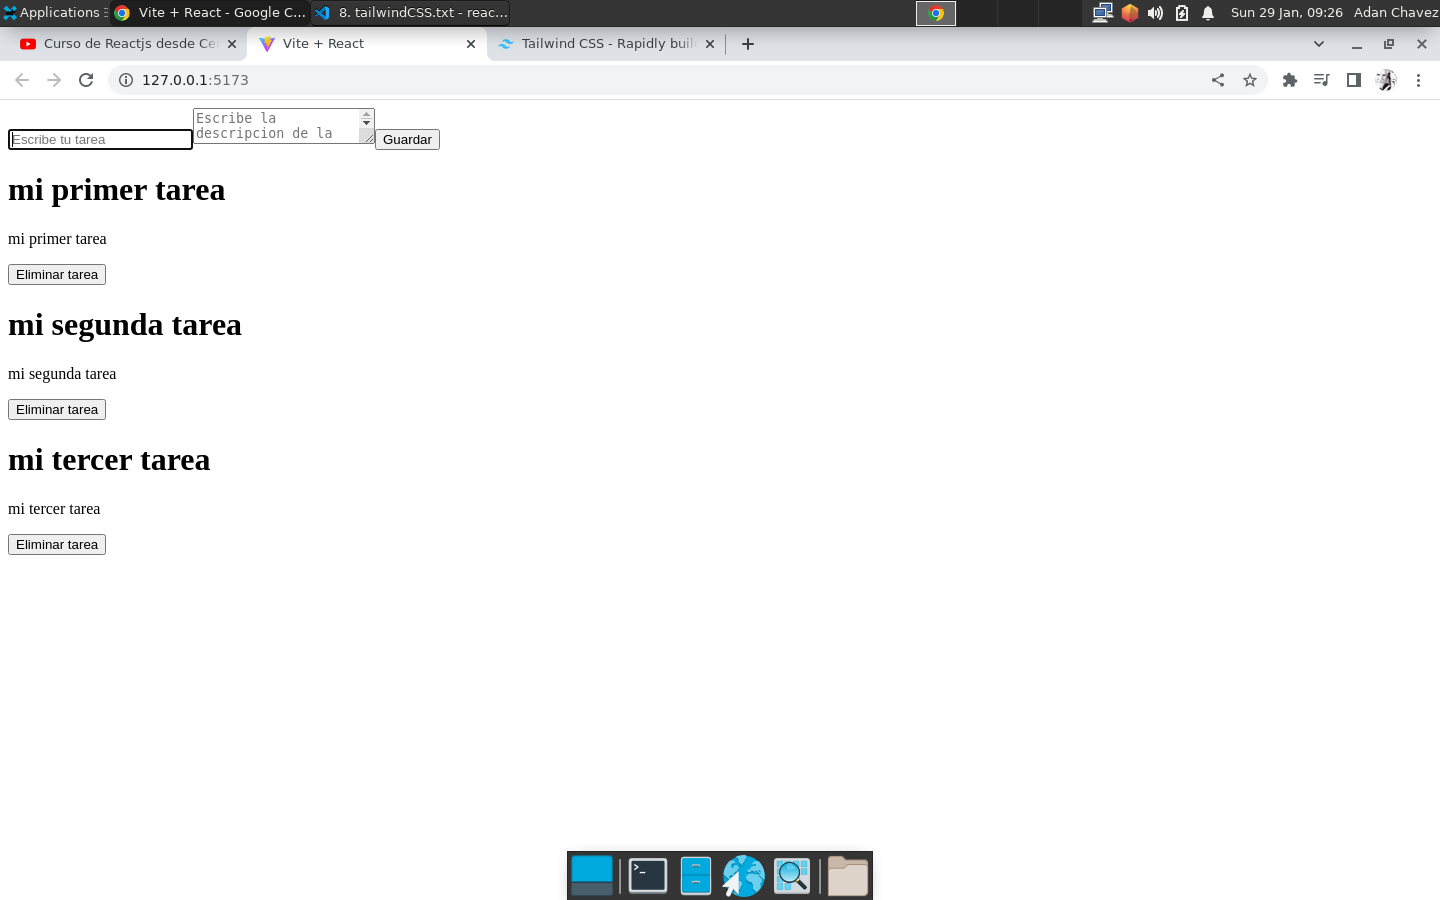 Applications
Vite + React - Google C...
8. tailwindCSS.txt - reac...
Sun 29 Jan, 09:26
Adan Chavez
Curso de Reactjs desde Ce
Vite + React
Tailwind CSS - Rapidly buil
127.0.0.1:5173
Escribe tu tarea
Escribe la
descripcion de la
Guardar
mi primer tarea
mi primer tarea
Eliminar tarea
mi segunda tarea
mi segunda tarea
Eliminar tarea
mi tercer tarea
mi tercer tarea
Eliminar tarea